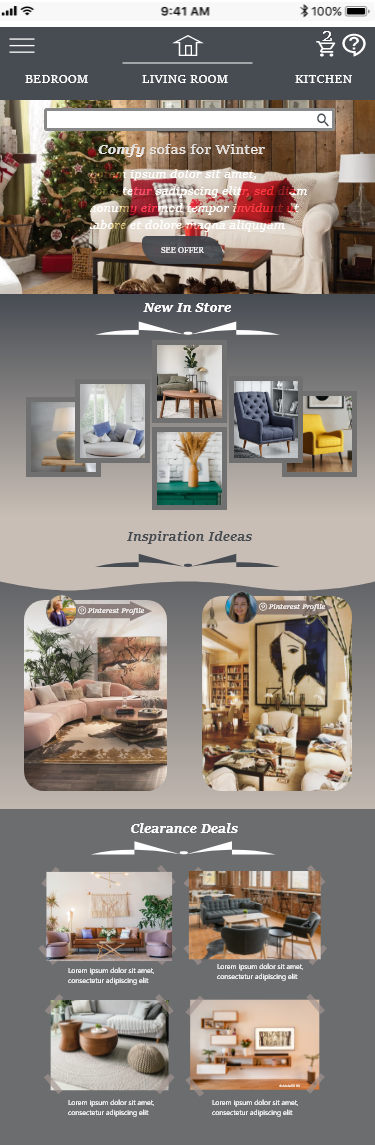 9:41 AM
100%
2
BEDROOM
LIVING ROOM
KITCHEN
Comfy sofas for Winter
Lorem ipsum dolor sit amet,
consectetur sadipscing elitr, sed diam
nonumy eirmod tempor invidunt ut
labore et dolore magna aliquyam
SEE OFFER
New In Store
Inspiration Ideeas
Pinterest Profile
Pinterest Profile
Clearance Deals
Lorem ipsum dolor sit amet,
consectetur adipiscing elit
Lorem ipsum dolor sit amet,
consectetur adipiscing elit
Lorem ipsum dolor sit amet,
consectetur adipiscing elit
Lorem ipsum dolor sit amet,
consectetur adipiscing elit